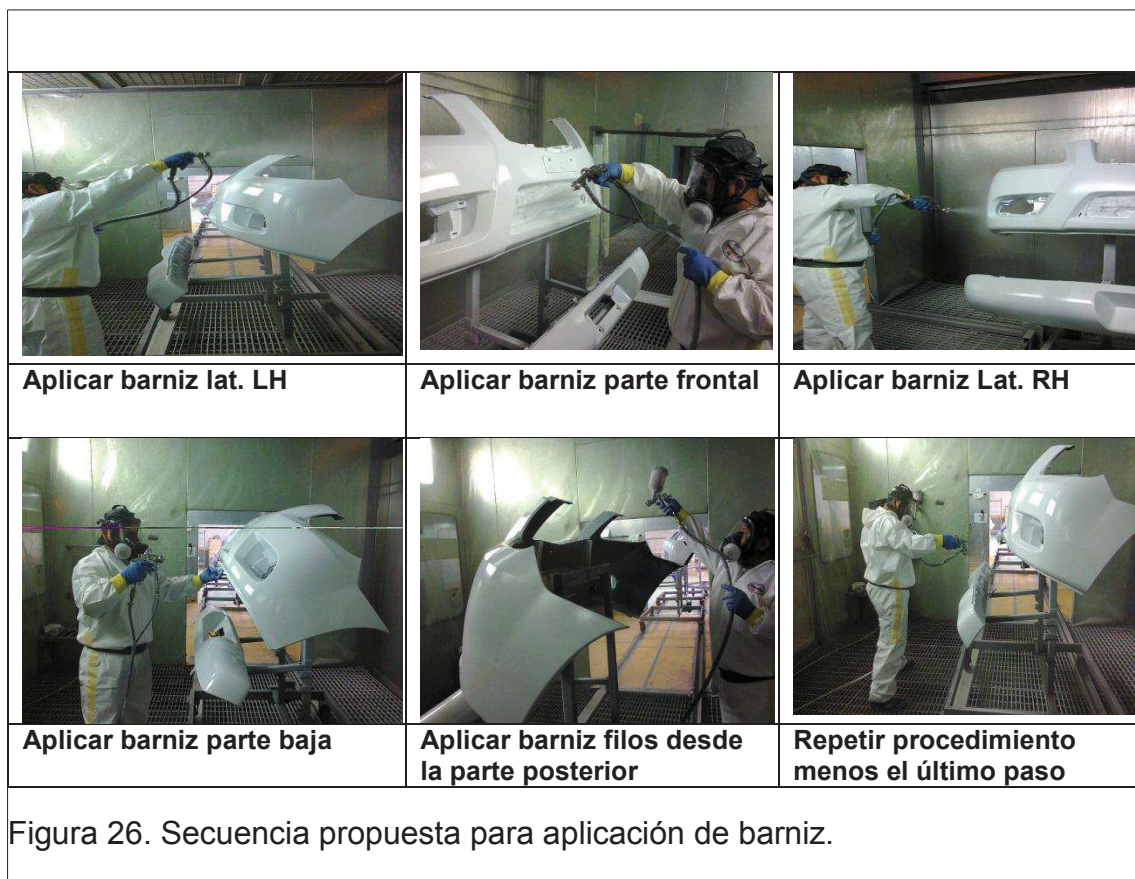 Aplicar barniz lat. LH
Aplicar barniz parte frontal
Aplicar barniz Lat. RH
Aplicar barniz parte baja
Aplicar barniz filos desde
la parte posterior
Repetir procedimiento
menos el último paso
Figura 26. Secuencia propuesta para aplicación de barniz.